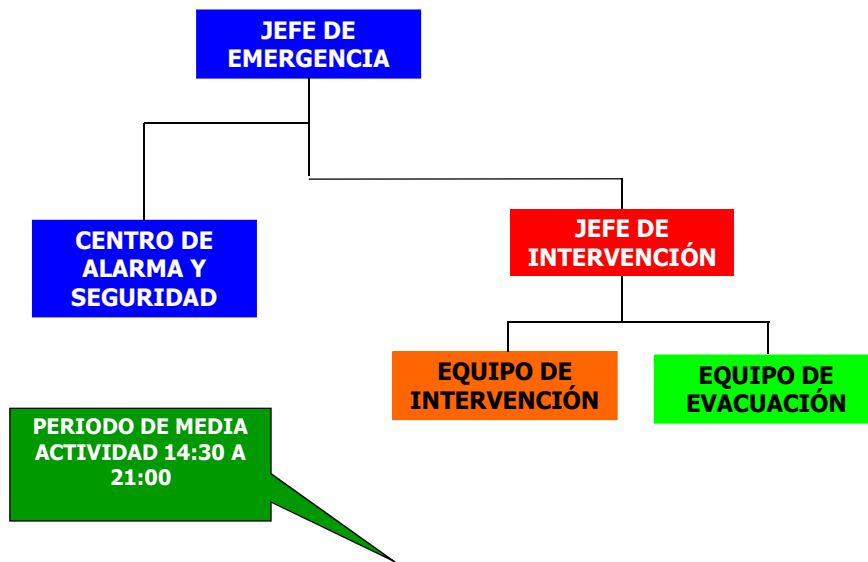 JEFE DE
EMERGENCIA
CENTRO DE
ALARMA Y
SEGURIDAD
JEFE DE
INTERVENCIÓN
EQUIPO DE
INTERVENCIÓN
EQUIPO DE
EVACUACIÓN
PERIODO DE MEDIA
ACTIVIDAD 14:30 A
21:00